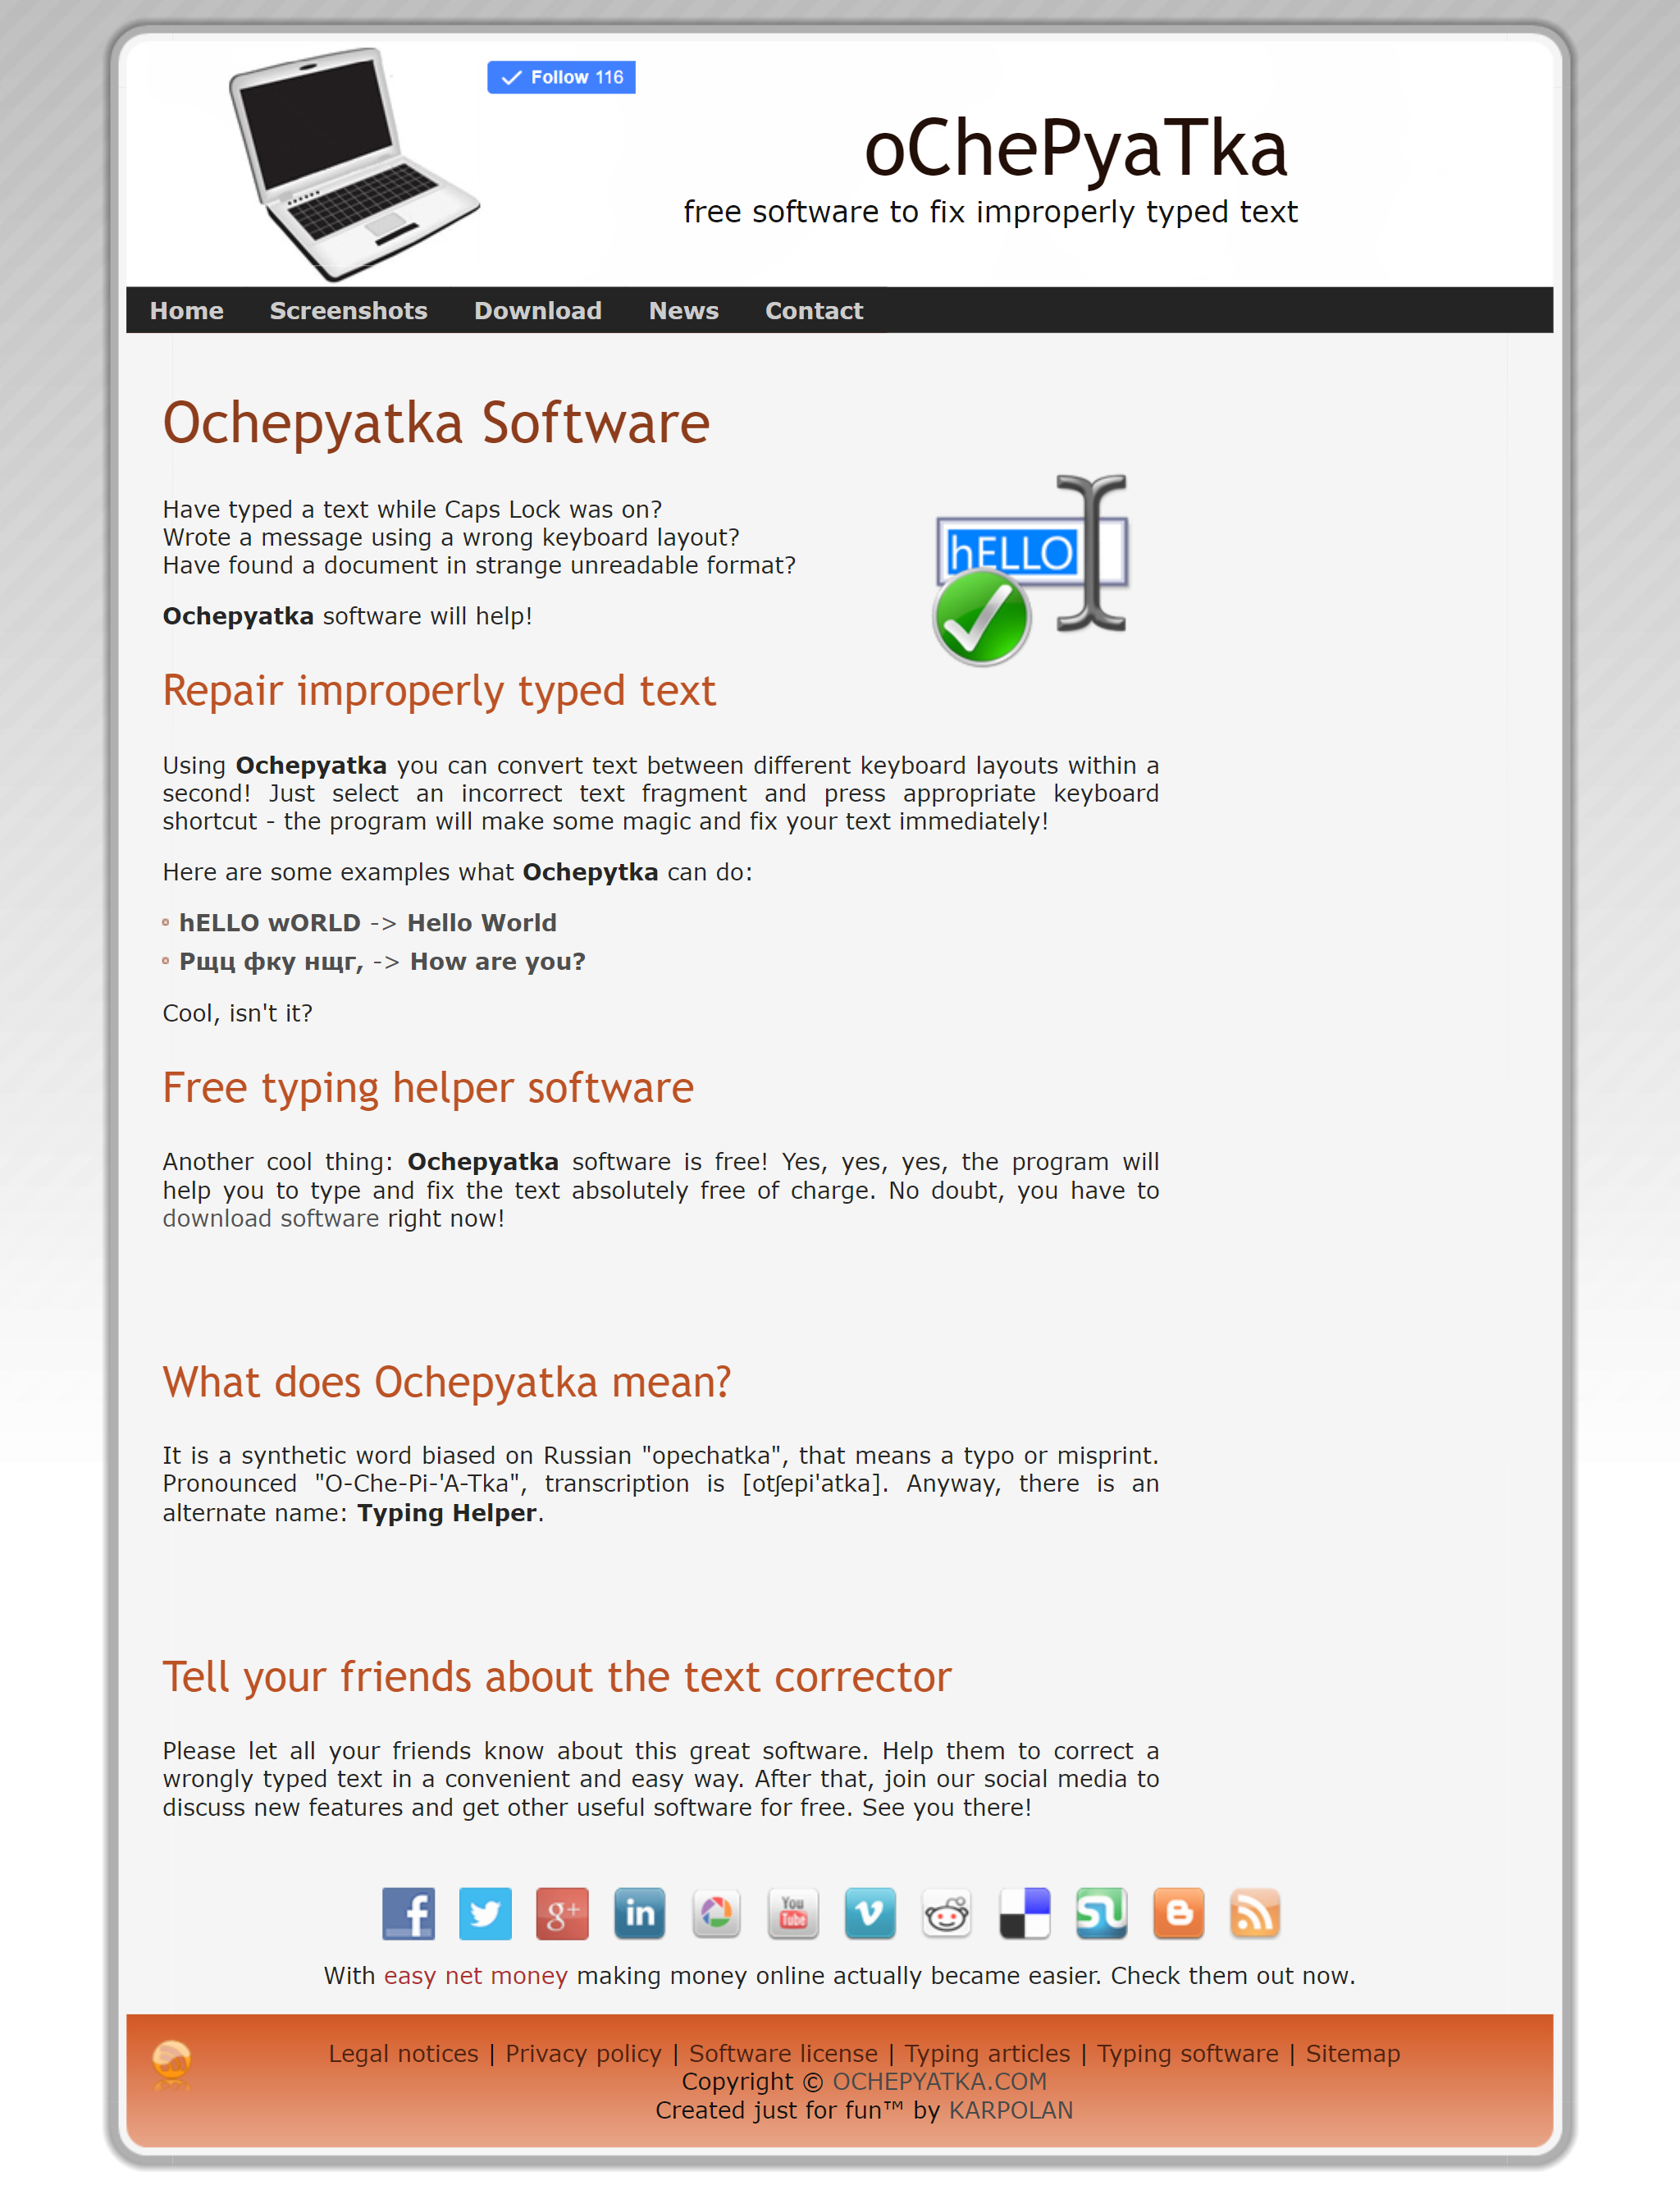 Follow 116
oChePyaTka
free software to fix improperly typed text
Home Screenshots Download News Contact
Ochepyatka Software
Have typed a text while Caps Lock was on?
Wrote a message using a wrong keyboard layout?
Have found a document in strange unreadable format?
hELLO
Ochepyatka software will help!
Repair improperly typed text
Using Ochepyatka you can convert text between different keyboard layouts within a
second! Just select an incorrect text fragment and press appropriate keyboard
shortcut - the program will make some magic and fix your text immediately!
Here are some examples what Ochepytka can do:
hELLO wORLD -> Hello World
Рщц фку нщг, -> How are you?
Cool, isn't it?
Free typing helper software
Another cool thing: Ochepyatka software is free! Yes, yes, yes, the program will
help you to type and fix the text absolutely free of charge. No doubt, you have to
download software right now!
What does Ochepyatka mean?
It is a synthetic word biased on Russian "opechatka", that means a typo or misprint.
Pronounced "O-Che-Pi-'A-Tka", transcription is [otʃepi'atka]. Anyway, there is an
alternate name: Typing Helper.
Tell your friends about the text corrector
Please let all your friends know about this great software. Help them to correct a
wrongly typed text in a convenient and easy way. After that, join our social media to
discuss new features and get other useful software for free. See you there!
f g+ in You Tube v
With easy net money making money online actually became easier. Check them out now.
Legal notices | Privacy policy | Software license | Typing articles | Typing software | Sitemap
Copyright © OCHEPYATKA.COM
Created just for fun™ by KARPOLAN